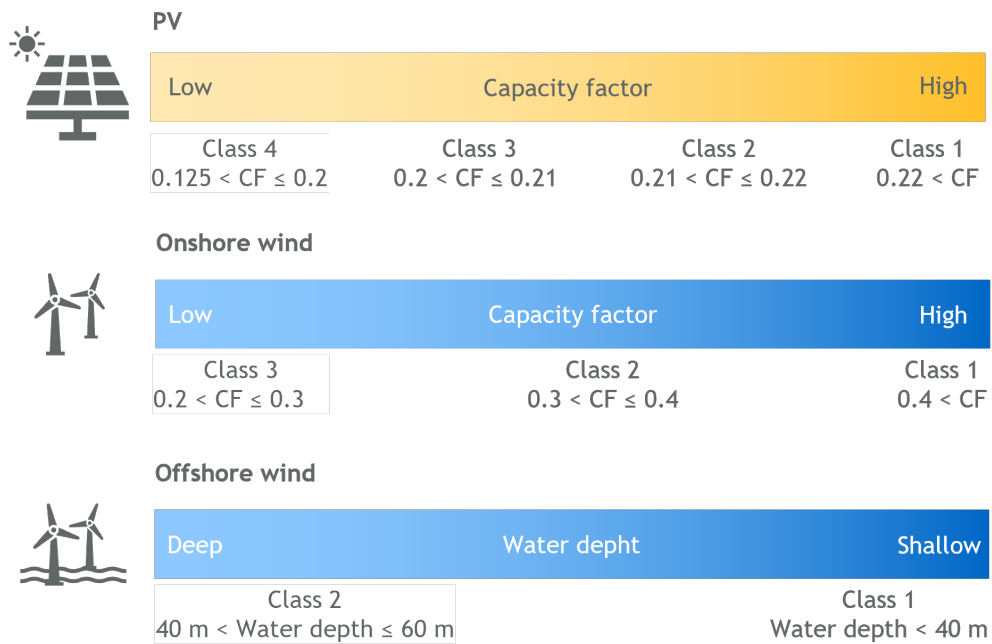 PV
Low Capacity factor High
Class 4 Class 3 Class 2 Class 1
0.125 < CF ≤ 0.2 0.2 < CF ≤ 0.21 0.21 < CF ≤ 0.22 0.22 < CF
Onshore wind
Low Capacity factor High
Class 3 Class 2 Class 1
0.2 < CF ≤ 0.3 0.3 < CF ≤ 0.4 0.4 < CF
Offshore wind
Deep Water depht Shallow
Class 2 Class 1
40 m < Water depth ≤ 60 m Water depth < 40 m